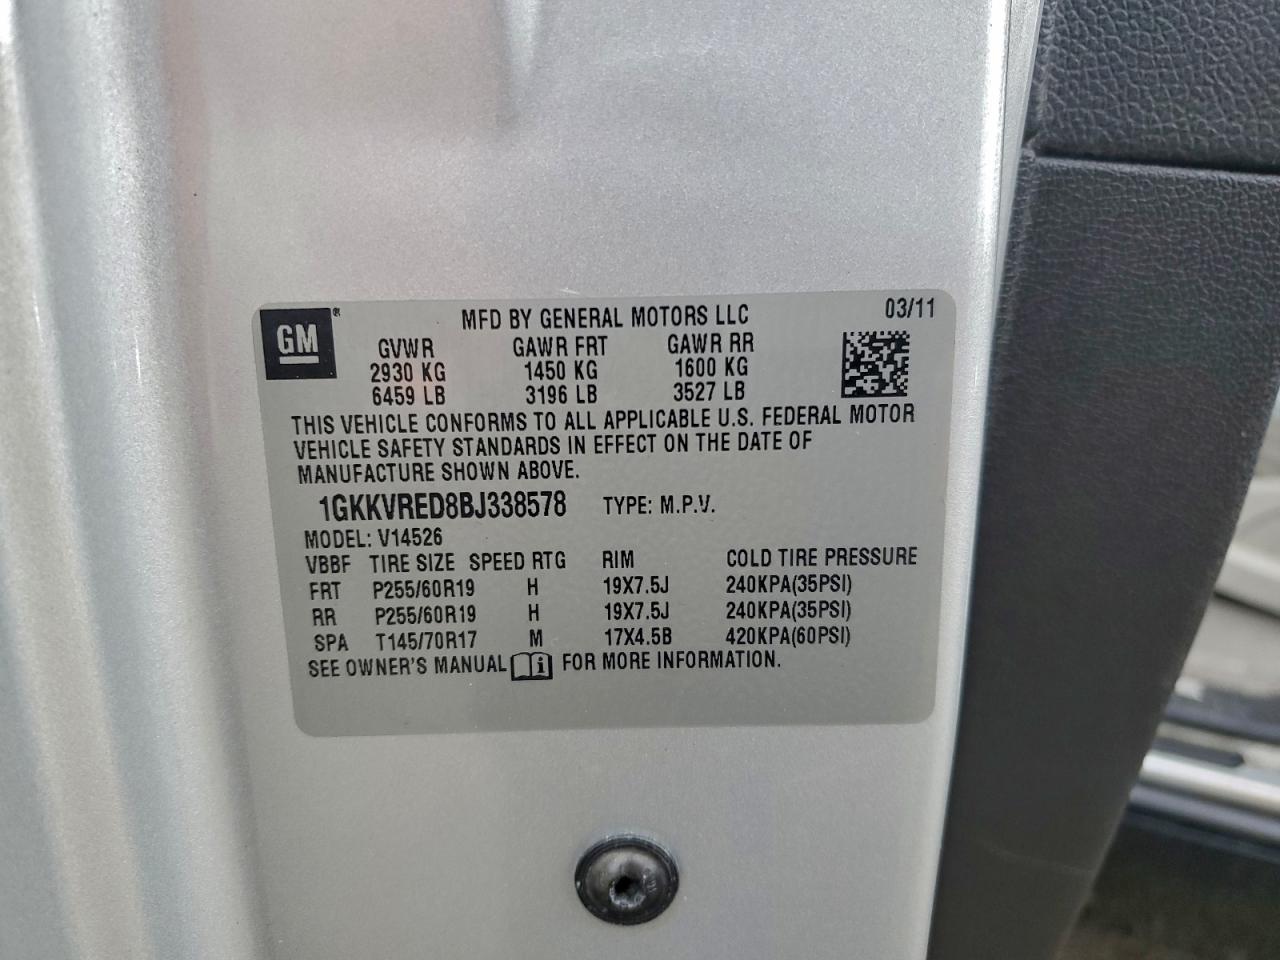 GM ® MFD BY GENERAL MOTORS LLC 03/11
GVWR GAWR FRT GAWR RR
2930 KG 1450 KG 1600 KG
6459 LB 3196 LB 3527 LB
THIS VEHICLE CONFORMS TO ALL APPLICABLE U.S. FEDERAL MOTOR
VEHICLE SAFETY STANDARDS IN EFFECT ON THE DATE OF
MANUFACTURE SHOWN ABOVE.
1GKKVRED8BJ338578 TYPE: M.P.V.
MODEL: V14526
VBBF TIRE SIZE SPEED RTG RIM COLD TIRE PRESSURE
FRT P255/60R19 H 19X7.5J 240KPA(35PSI)
RR P255/60R19 H 19X7.5J 240KPA(35PSI)
SPA T145/70R17 M 17X4.5B 420KPA(60PSI)
SEE OWNER'S MANUAL i FOR MORE INFORMATION.